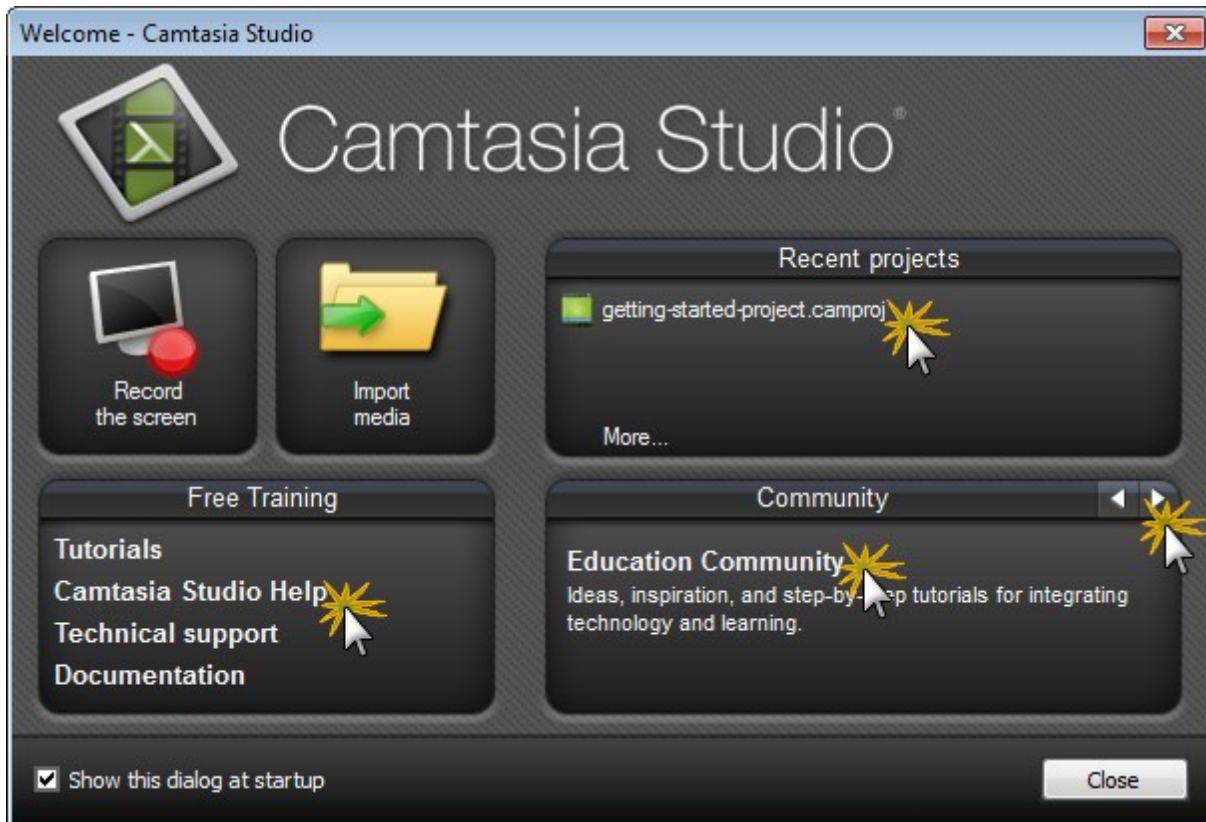 Welcome - Camtasia Studio
Camtasia Studio®
Record
the screen
Import
media
Recent projects
getting-started-project.camproj
More...
Free Training
Tutorials
Camtasia Studio Help
Technical support
Documentation
Community
Education Community
Ideas, inspiration, and step-by-step tutorials for integrating
technology and learning.
Show this dialog at startup
Close